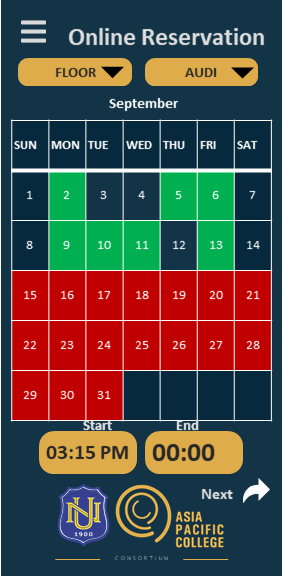 Online Reservation
FLOOR AUDI
September
SUN MON TUE WED THU FRI SAT
1 2 3 4 5 6 7
8 9 10 11 12 13 14
15 16 17 18 19 20 21
22 23 24 25 26 27 28
29 30 31
Start End
03:15 PM 00:00
Next
NU
1900
ASIA
PACIFIC
COLLEGE
CONSORTIUM